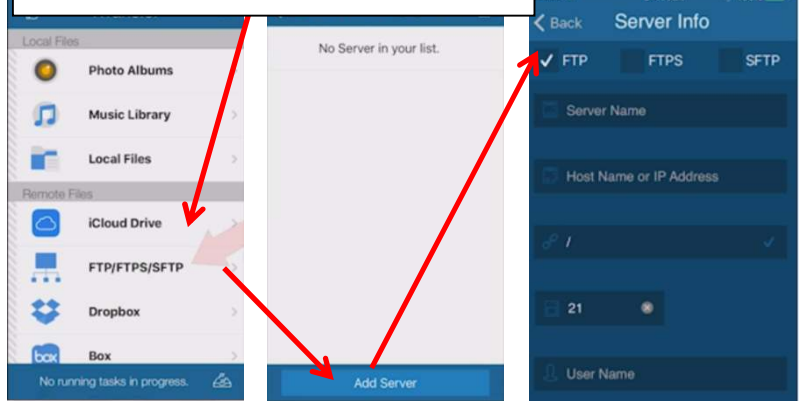 Local Files
Photo Albums
Music Library
Local Files
Remote Files
iCloud Drive
FTP/FTPS/SFTP
Dropbox
box Box
No running tasks in progress.
No Server in your list.
Add Server
Back Server Info
FTP FTPS SFTP
Server Name
Host Name or IP Address
/
21
User Name